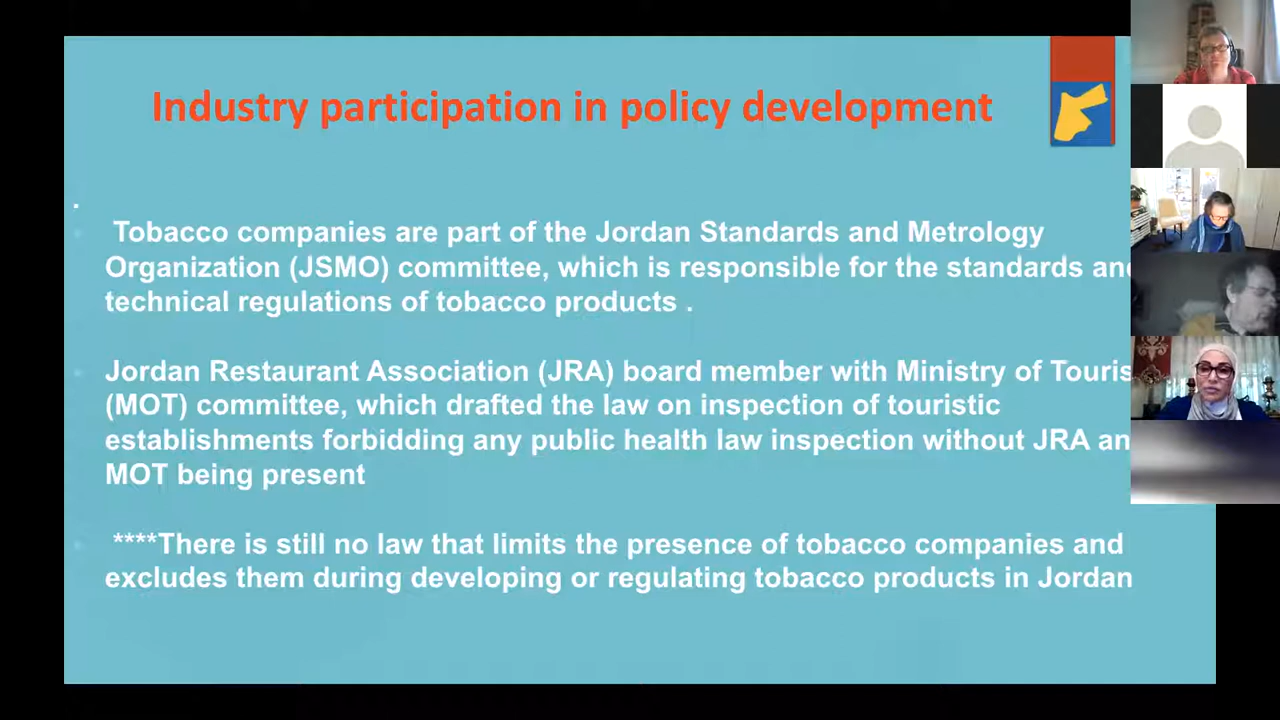 Industry participation in policy development
.
Tobacco companies are part of the Jordan Standards and Metrology
Organization (JSMO) committee, which is responsible for the standards
technical regulations of tobacco products .
Jordan Restaurant Association (JRA) board member with Ministry of
(MOT) committee, which drafted the law on inspection of touristic
establishments forbidding any public health law inspection without JRA
MOT being present
****There is still no law that limits the presence of tobacco companies and
excludes them during developing or regulating tobacco products in Jordan